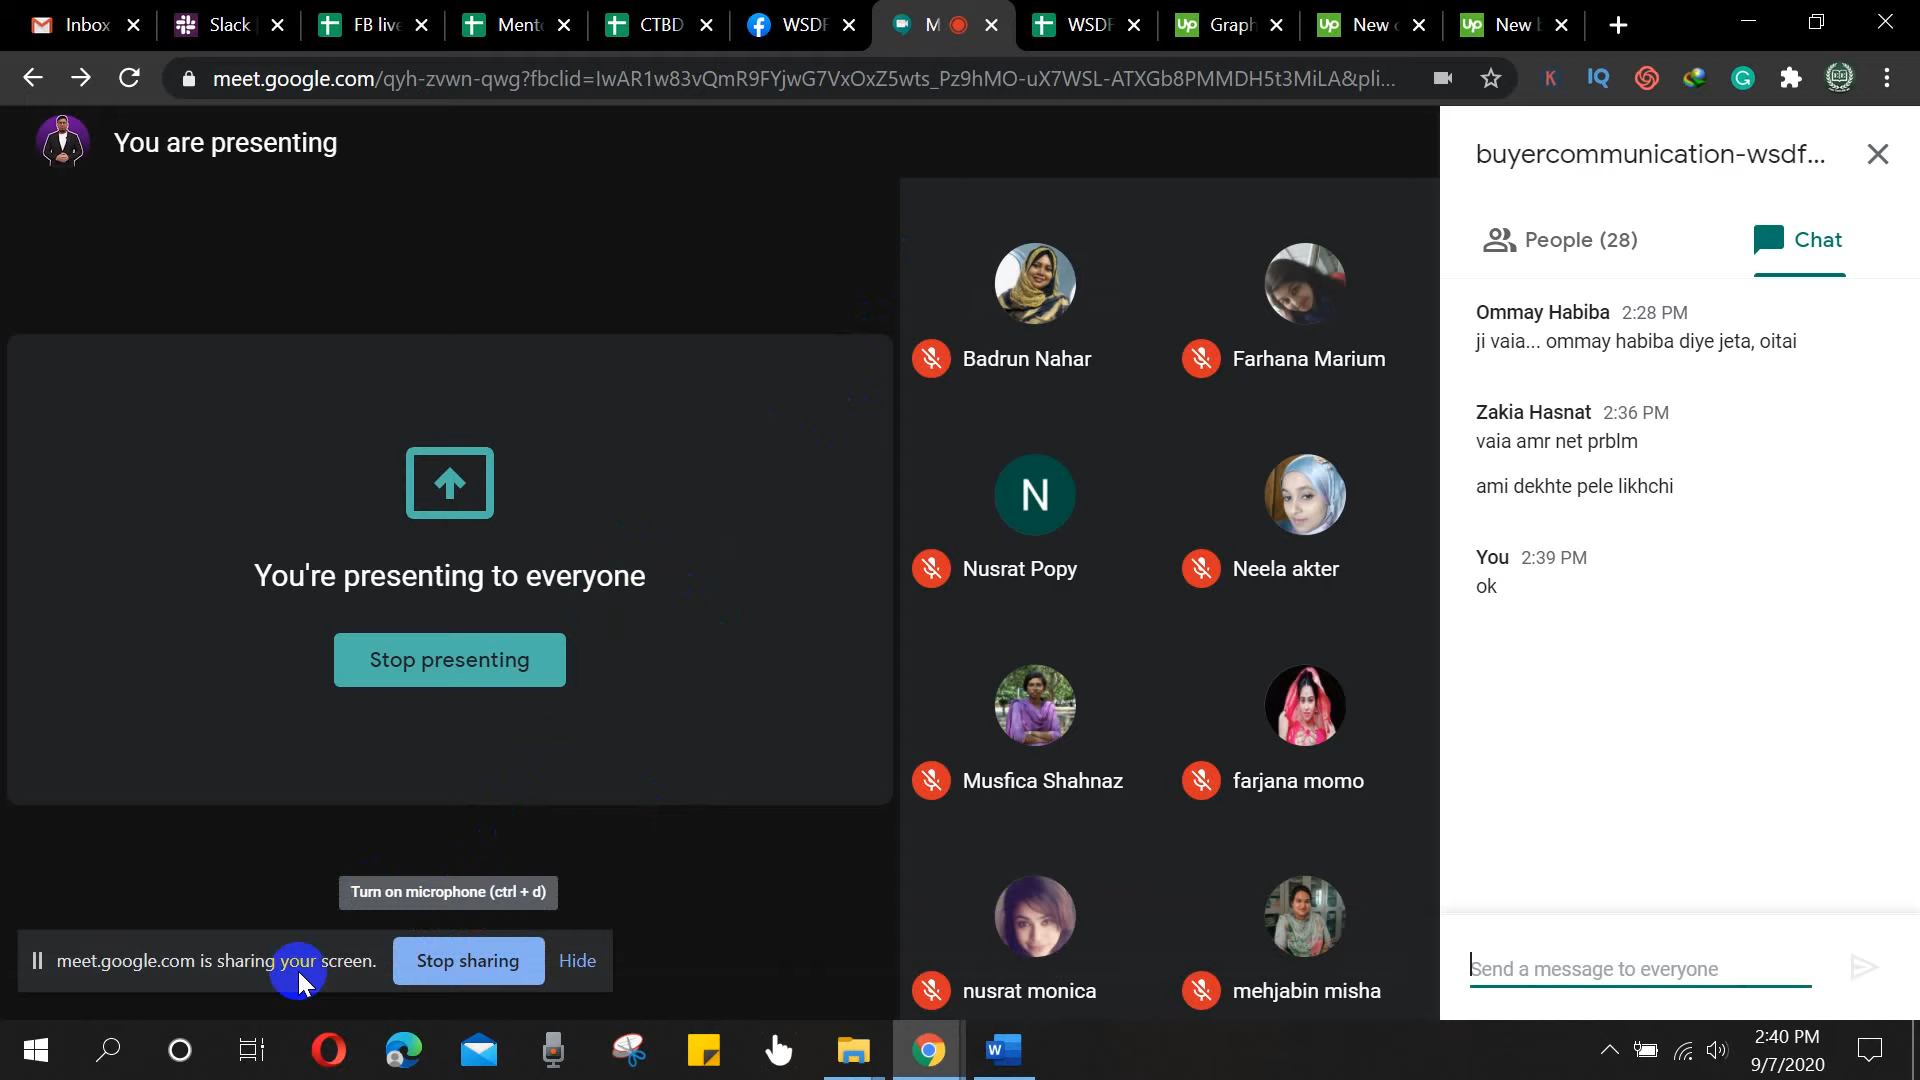 Inbox
Slack
FB live
Ment
CTBD
WSDF
M
WSDF
Up
Graph
Up
New
Up
New
meet.google.com/qyh-zvwn-qwg?fbclid=IwAR1w83vQmR9FYjwG7VxOxZ5wts_Pz9hMO-uX7WSL-ATXGb8PMMDH5t3MiLA&pli...
K
IQ
You are presenting
buyercommunication-wsdf...
People (28)
Chat
Ommay Habiba 2:28 PM
ji vaia... ommay habiba diye jeta, oitai
Zakia Hasnat 2:36 PM
vaia amr net prblm
ami dekhte pele likhchi
You 2:39 PM
ok
Badrun Nahar
Farhana Marium
N
Nusrat Popy
Neela akter
You're presenting to everyone
Stop presenting
Musfica Shahnaz
farjana momo
Turn on microphone (ctrl + d)
meet.google.com is sharing your screen.
Stop sharing
Hide
nusrat monica
mehjabin misha
Send a message to everyone
W
2:40 PM
9/7/2020